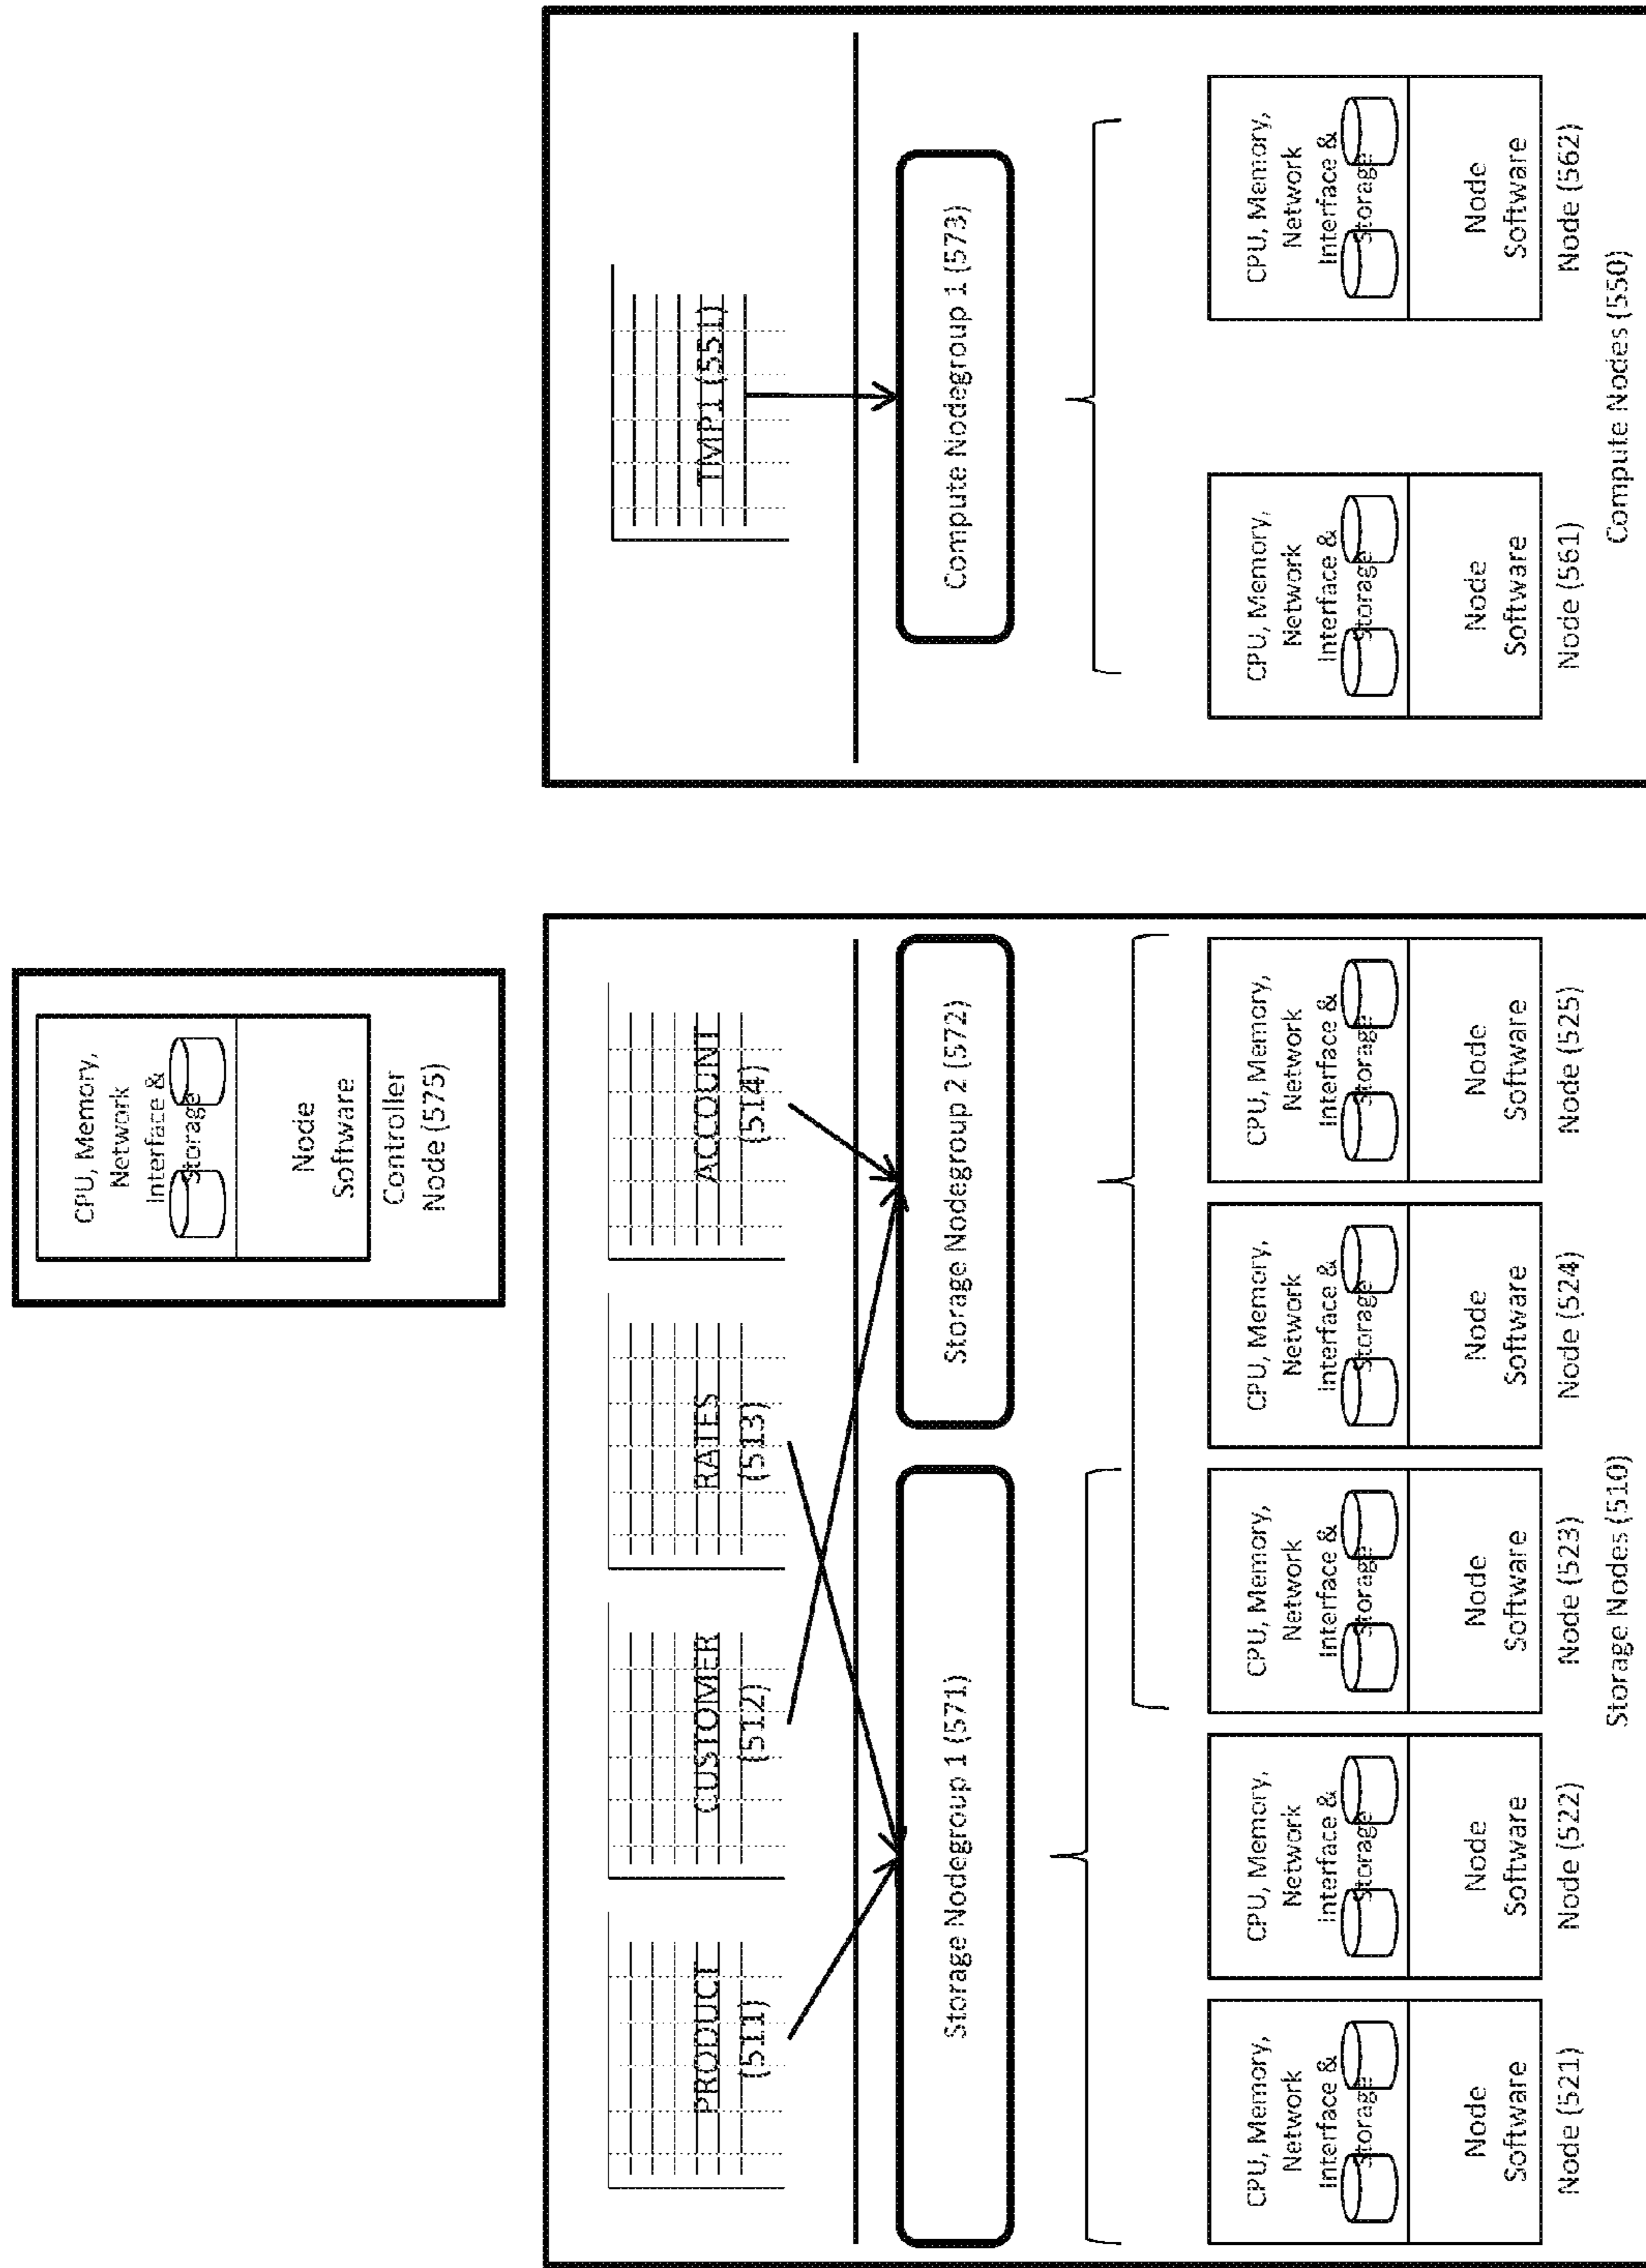 CPU, Memory,
Network
Interface &
Storage
Node
Software
Controller
Node (575)
PRODUCT
(511)
CUSTOMER
(512)
RATES
(513)
ACCOUNT
(514)
Storage Nodegroup 1 (571)
Storage Nodegroup 2 (572)
CPU, Memory,
Network
Interface &
Storage
Node
Software
Node (521)
CPU, Memory,
Network
Interface &
Storage
Node
Software
Node (522)
CPU, Memory,
Network
Interface &
Storage
Node
Software
Node (523)
CPU, Memory,
Network
Interface &
Storage
Node
Software
Node (524)
CPU, Memory,
Network
Interface &
Storage
Node
Software
Node (525)
Storage Nodes (510)
TMP1 (551)
Compute Nodegroup 1 (573)
CPU, Memory,
Network
Interface &
Storage
Node
Software
Node (561)
CPU, Memory,
Network
Interface &
Storage
Node
Software
Node (562)
Compute Nodes (550)